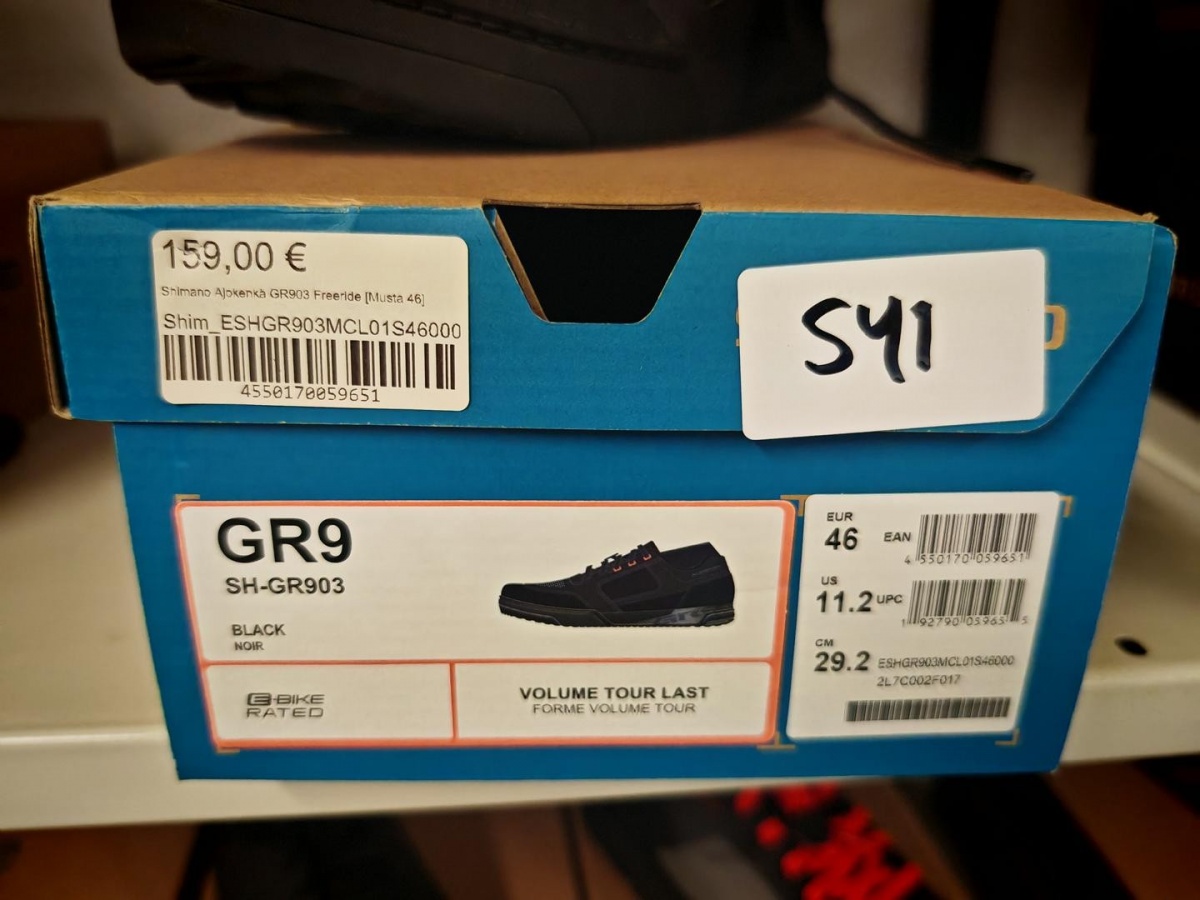 159,00 €
Shimano Ajokenkä GR903 Freeride [Musta 46]
Shim_ESHGR903MCL01S46000
4550170059651
SY1
GR9
SH-GR903
BLACK
NOIR
E-BIKE
RATED
VOLUME TOUR LAST
FORME VOLUME TOUR
EUR
46
EAN
4 550170 059651
US
11.2
UPC
1 92790 05965 5
CM
29.2
ESHGR903MCL01S46000
2L7C002F017